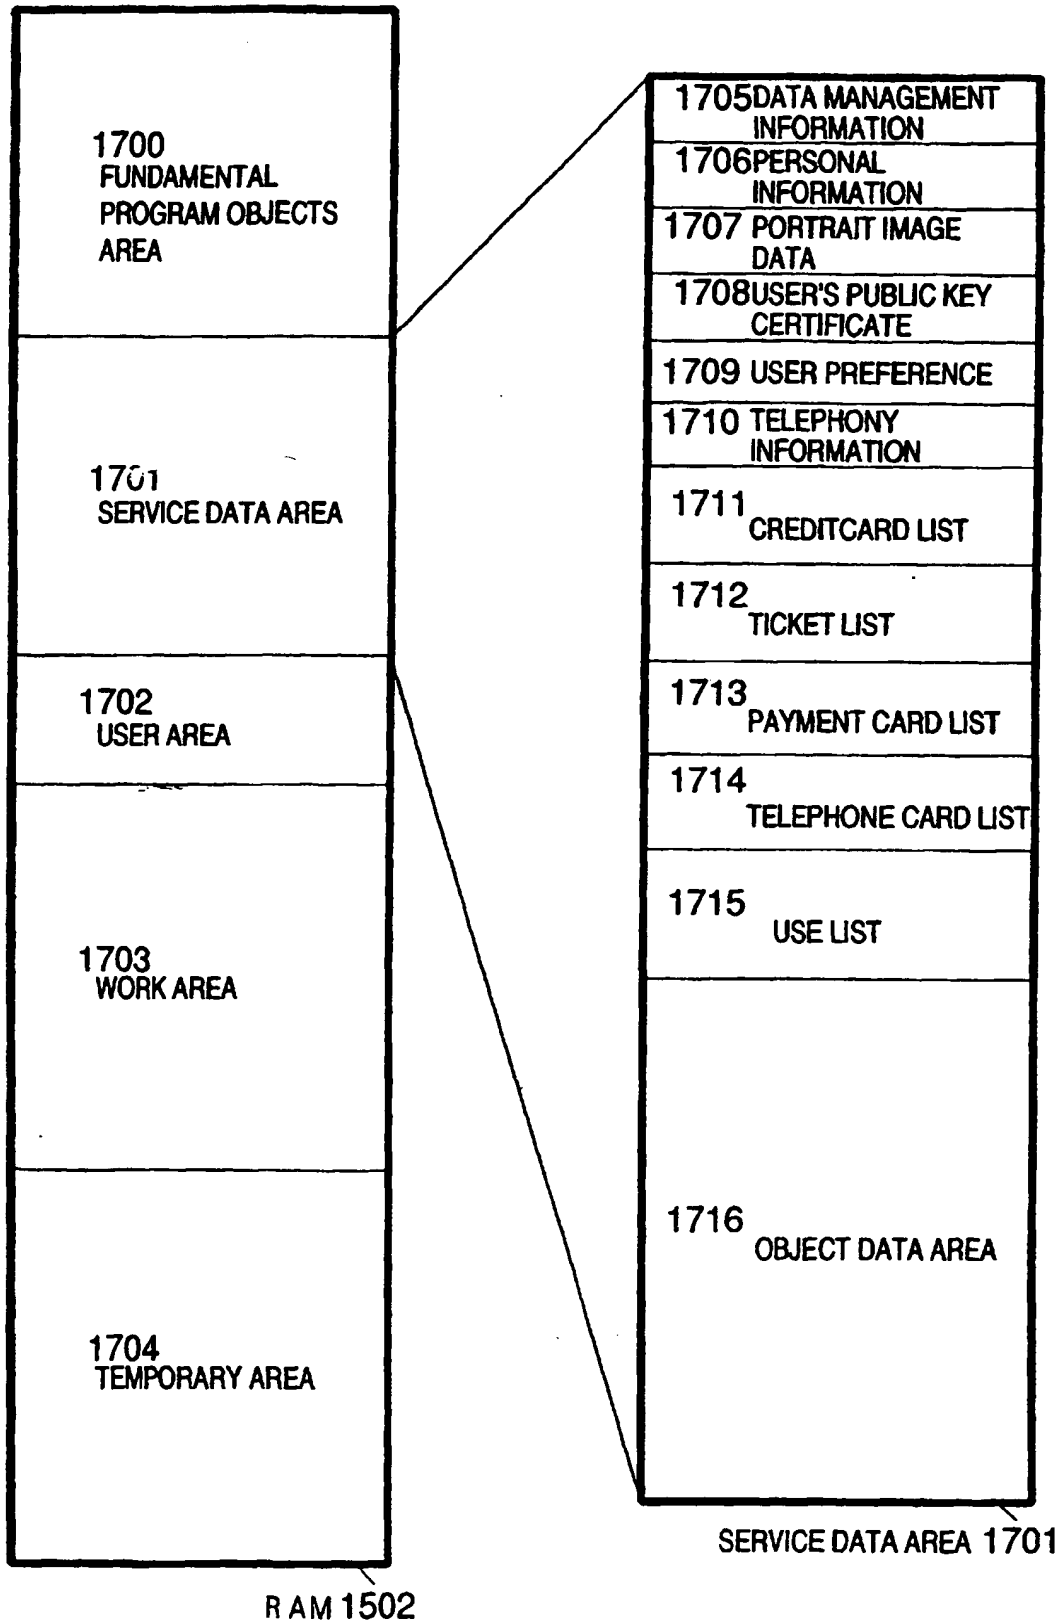 1700
FUNDAMENTAL
PROGRAM OBJECTS
AREA
1701
SERVICE DATA AREA
1702
USER AREA
1703
WORK AREA
1704
TEMPORARY AREA
RAM 1502
1705 DATA MANAGEMENT
INFORMATION
1706 PERSONAL
INFORMATION
1707 PORTRAIT IMAGE
DATA
1708 USER'S PUBLIC KEY
CERTIFICATE
1709 USER PREFERENCE
1710 TELEPHONY
INFORMATION
1711
CREDITCARD LIST
1712
TICKET LIST
1713
PAYMENT CARD LIST
1714
TELEPHONE CARD LIST
1715
USE LIST
1716
OBJECT DATA AREA
SERVICE DATA AREA 1701